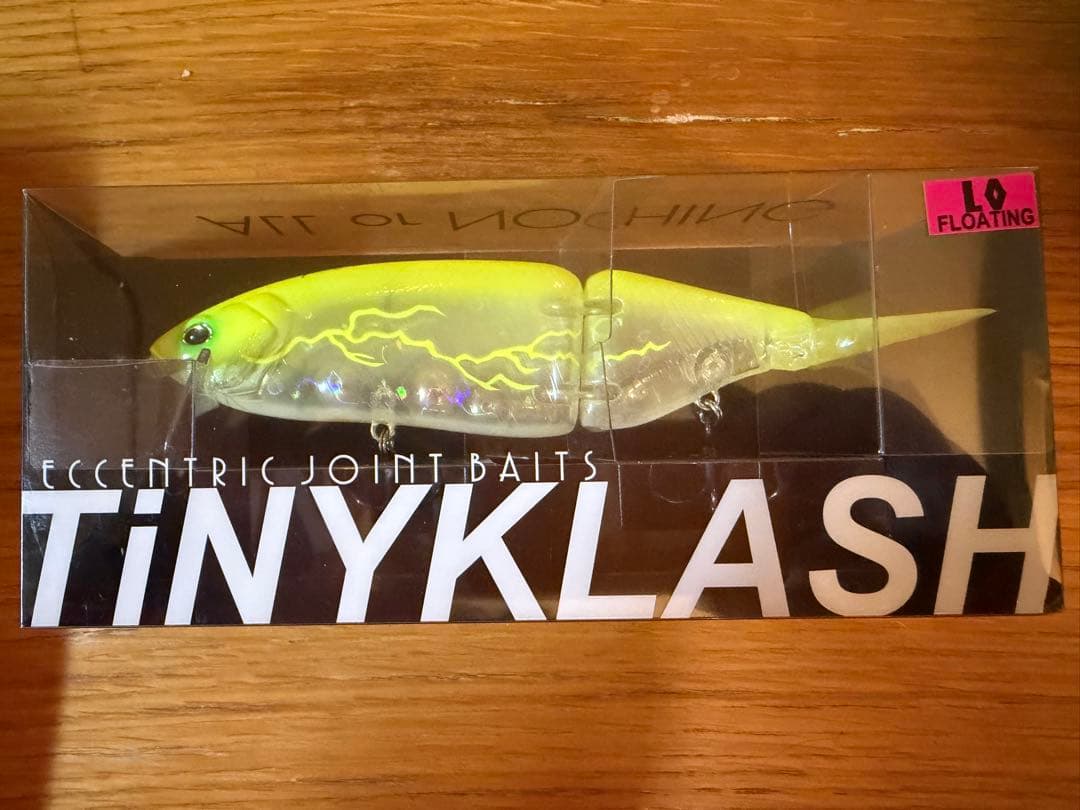 ALL or NOTHING
LO
FLOATING
ECCENTRIC JOINT BAITS
TiNYKLASH